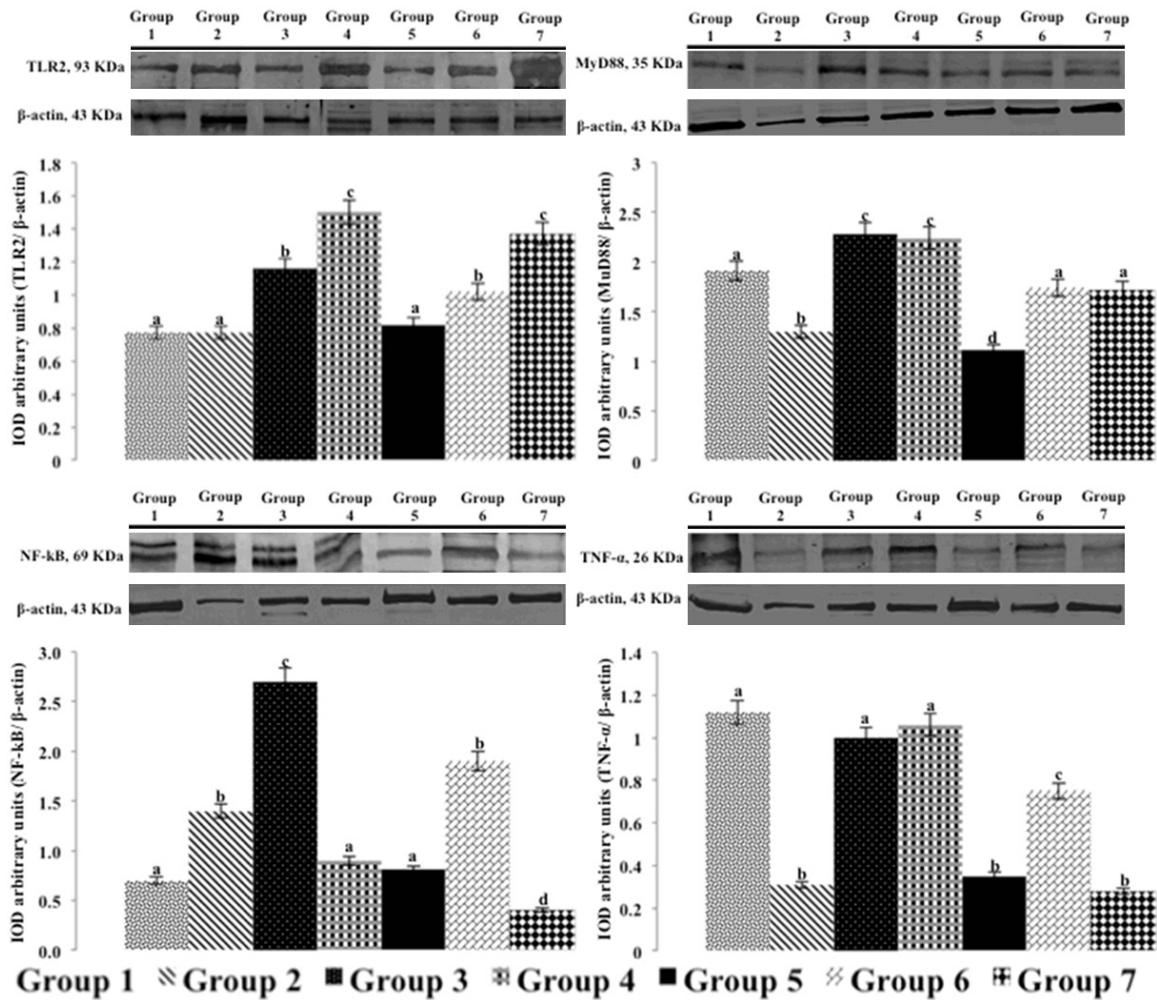 Group Group Group Group Group Group Group
1 2 3 4 5 6 7
TLR2, 93 KDa
β-actin, 43 KDa
Group Group Group Group Group Group Group
1 2 3 4 5 6 7
MyD88, 35 KDa
β-actin, 43 KDa
IOD arbitrary units (TLR2/ β-actin)
1.8
1.6
1.4
1.2
1
0.8
0.6
0.4
0.2
0
a a b c a b c
IOD arbitrary units (MuD88/ β-actin)
3
2.5
2
1.5
1
0.5
0
a b c c d a a
Group Group Group Group Group Group Group
1 2 3 4 5 6 7
NF-kB, 69 KDa
β-actin, 43 KDa
Group Group Group Group Group Group Group
1 2 3 4 5 6 7
TNF-α, 26 KDa
β-actin, 43 KDa
IOD arbitrary units (NF-kB/ β-actin)
3.0
2.5
2.0
1.5
1.0
0.5
0.0
a b c a a b d
IOD arbitrary units (TNF-α/ β-actin)
1.4
1.2
1
0.8
0.6
0.4
0.2
0
a b a a b c b
Group 1 Group 2 Group 3 Group 4 Group 5 Group 6 Group 7